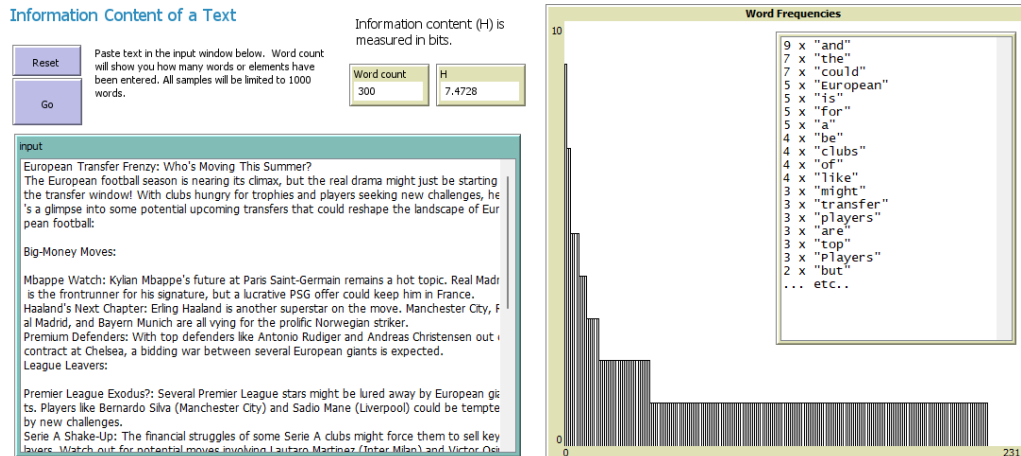 Information Content of a Text
Information content (H) is
measured in bits.
Reset
Go
Paste text in the input window below. Word count
will show you how many words or elements have
been entered. All samples will be limited to 1000
words.
Word count
300
H
7.4728
input
European Transfer Frenzy: Who's Moving This Summer?
The European football season is nearing its climax, but the real drama might just be starting
the transfer window! With clubs hungry for trophies and players seeking new challenges, he
's a glimpse into some potential upcoming transfers that could reshape the landscape of Eur
pean football:
Big-Money Moves:
Mbappe Watch: Kylian Mbappe's future at Paris Saint-Germain remains a hot topic. Real Madr
is the frontrunner for his signature, but a lucrative PSG offer could keep him in France.
Haaland's Next Chapter: Erling Haaland is another superstar on the move. Manchester City,
al Madrid, and Bayern Munich are all vying for the prolific Norwegian striker.
Premium Defenders: With top defenders like Antonio Rudiger and Andreas Christensen out
contract at Chelsea, a bidding war between several European giants is expected.
League Leavers:
Premier League Exodus?: Several Premier League stars might be lured away by European gia
ts. Players like Bernardo Silva (Manchester City) and Sadio Mane (Liverpool) could be tempte
by new challenges.
Serie A Shake-Up: The financial struggles of some Serie A clubs might force them to sell key
layers. Watch out for potential moves involving Lautaro Martinez (Inter Milan) and Victor Osi
Word Frequencies
10
0
0
231
9 x "and"
7 x "the"
7 x "could"
5 x "European"
5 x "is"
5 x "for"
5 x "a"
4 x "be"
4 x "clubs"
4 x "of"
4 x "like"
3 x "might"
3 x "transfer"
3 x "players"
3 x "are"
3 x "top"
3 x "Players"
2 x "but"
... etc..